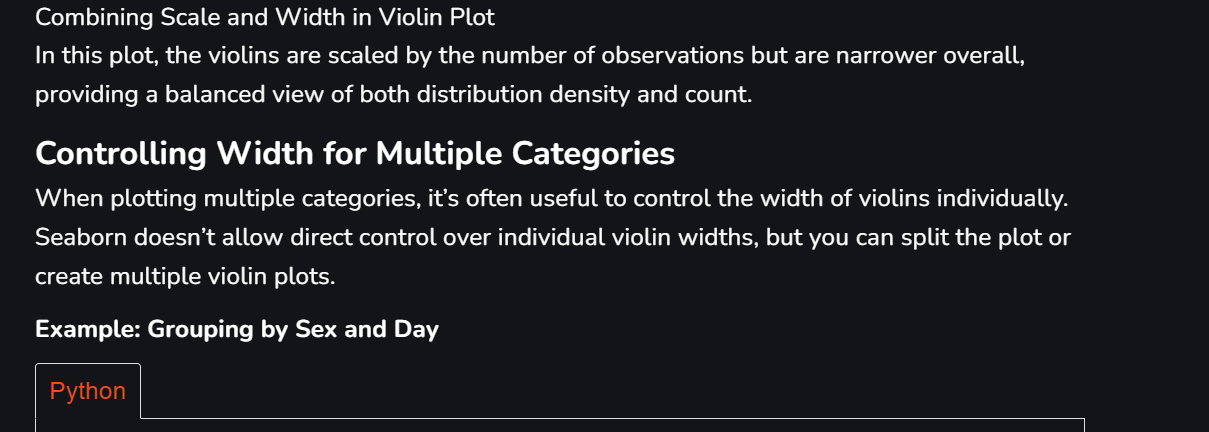 Combining Scale and Width in Violin Plot
In this plot, the violins are scaled by the number of observations but are narrower overall,
providing a balanced view of both distribution density and count.
Controlling Width for Multiple Categories
When plotting multiple categories, it’s often useful to control the width of violins individually.
Seaborn doesn’t allow direct control over individual violin widths, but you can split the plot or
create multiple violin plots.
Example: Grouping by Sex and Day
Python